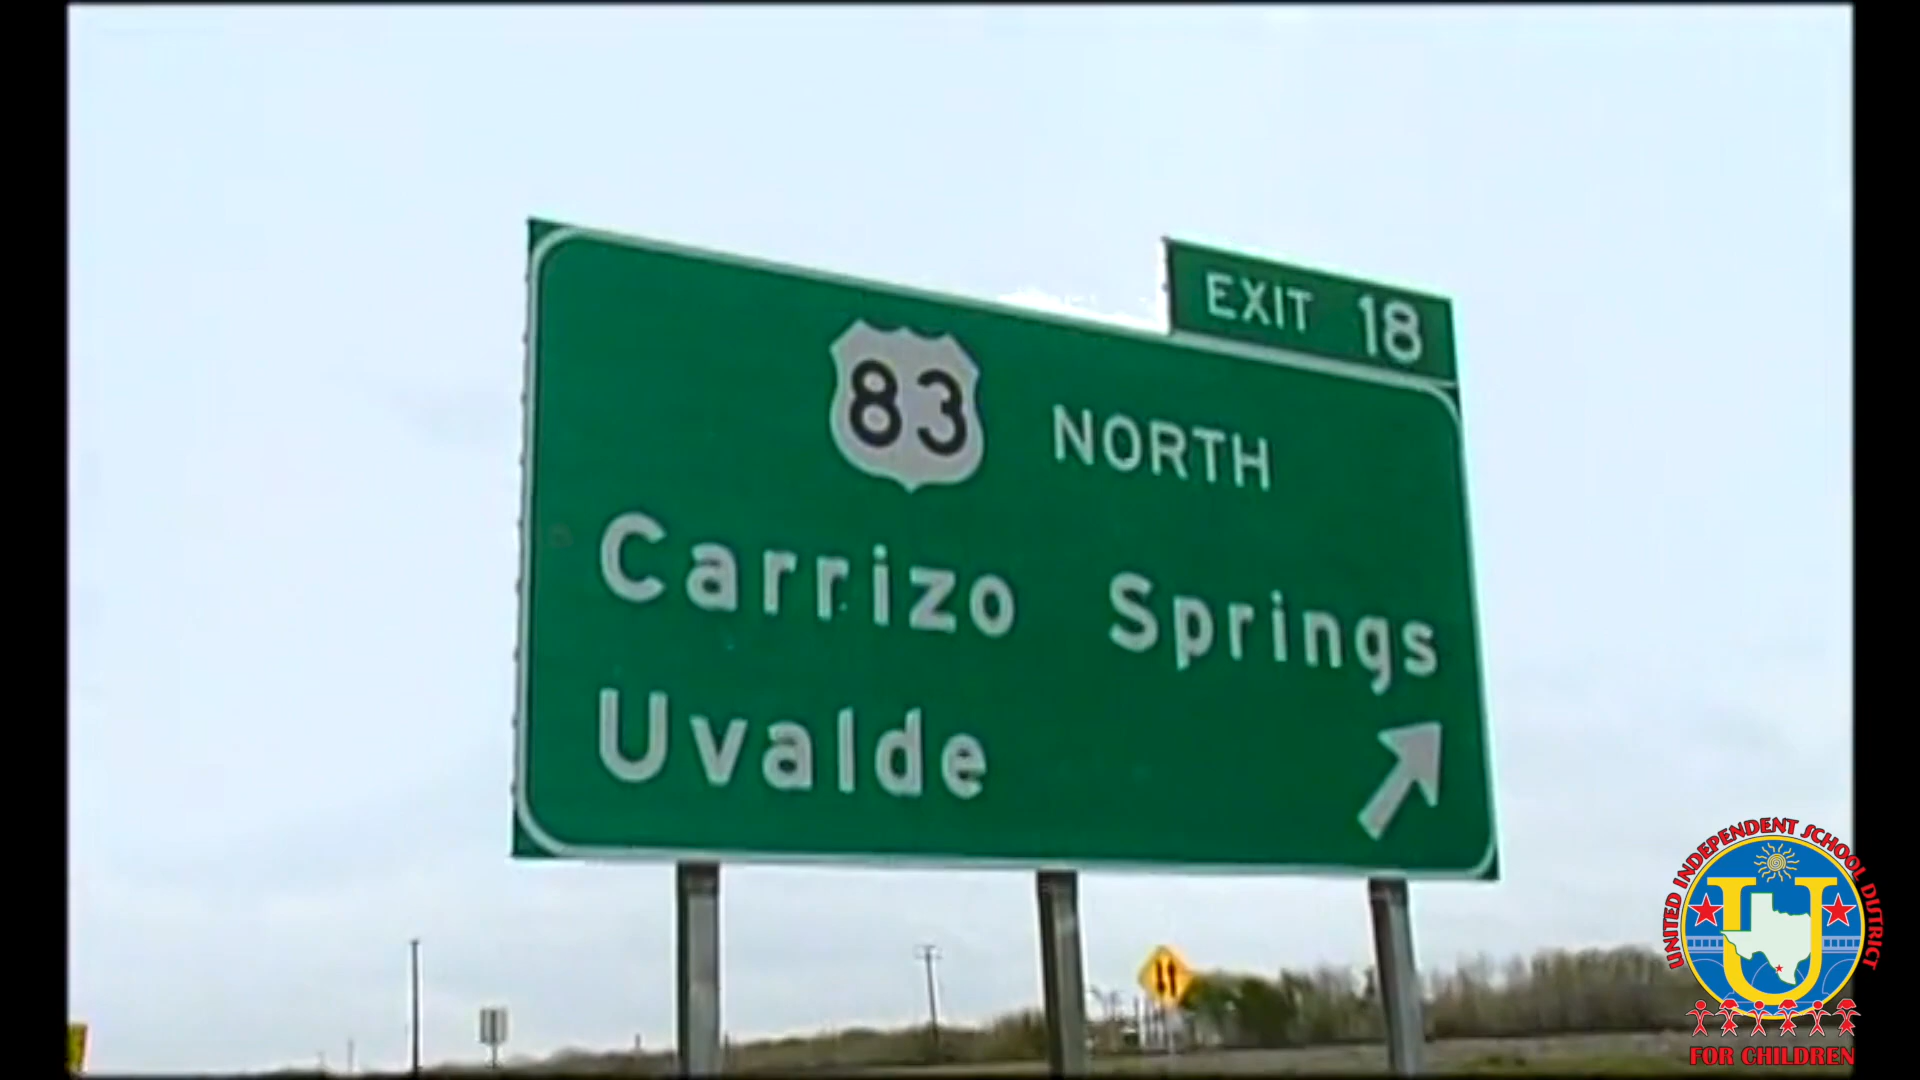 EXIT 18
83 NORTH
Carrizo Springs
Uvalde
UNITED INDEPENDENT SCHOOL DISTRICT
U
FOR CHILDREN